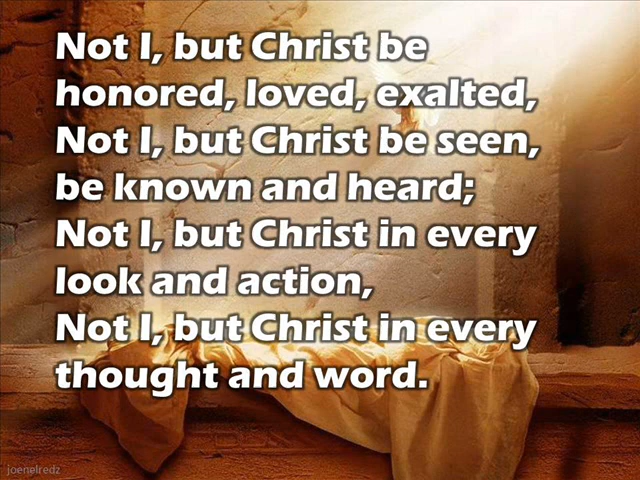 Not I, but Christ be
honored, loved, exalted,
Not I, but Christ be seen,
be known and heard;
Not I, but Christ in every
look and action,
Not I, but Christ in every
thought and word.
joenelredz